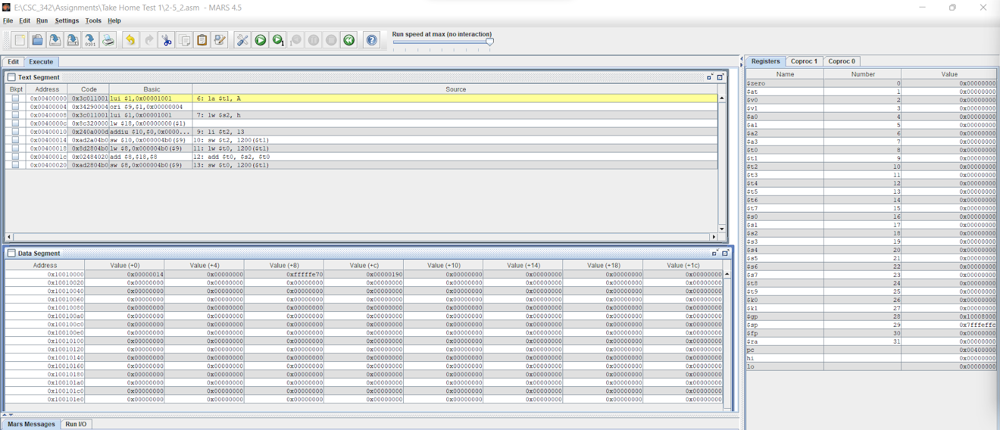 E:\CSC_342\Assignments\Take Home Test 1\2-5_2.asm - MARS 4.5
File Edit Run Settings Tools Help
Run speed at max (no interaction)
Edit Execute
Text Segment
Bkpt Address Code Basic Source
0x00400000 0x3c011001 lui $1,0x00001001 6: la $t1, A
0x00400004 0x34290004 ori $9,$1,0x00000004
0x00400008 0x3c011001 lui $1,0x00001001 7: lw $s2, h
0x0040000c 0x8c320000 lw $18,0x00000000($1)
0x00400010 0x240a000d addiu $10,$0,0x0000... 9: li $t2, 13
0x00400014 0xad2a04b0 sw $10,0x000004b0($9) 10: sw $t2, 1200($t1)
0x00400018 0x8d2804b0 lw $8,0x000004b0($9) 11: lw $t0, 1200($t1)
0x0040001c 0x02484020 add $8,$18,$8 12: add $t0, $s2, $t0
0x00400020 0xad2804b0 sw $8,0x000004b0($9) 13: sw $t0, 1200($t1)
Data Segment
Address Value (+0) Value (+4) Value (+8) Value (+c) Value (+10) Value (+14) Value (+18) Value (+1c)
0x10010000 0x00000014 0x00000000 0xfffffe70 0x00000190 0x00000000 0x00000000 0x00000000 0x00000000
0x10010020 0x00000000 0x00000000 0x00000000 0x00000000 0x00000000 0x00000000 0x00000000 0x00000000
0x10010040 0x00000000 0x00000000 0x00000000 0x00000000 0x00000000 0x00000000 0x00000000 0x00000000
0x10010060 0x00000000 0x00000000 0x00000000 0x00000000 0x00000000 0x00000000 0x00000000 0x00000000
0x10010080 0x00000000 0x00000000 0x00000000 0x00000000 0x00000000 0x00000000 0x00000000 0x00000000
0x100100a0 0x00000000 0x00000000 0x00000000 0x00000000 0x00000000 0x00000000 0x00000000 0x00000000
0x100100c0 0x00000000 0x00000000 0x00000000 0x00000000 0x00000000 0x00000000 0x00000000 0x00000000
0x100100e0 0x00000000 0x00000000 0x00000000 0x00000000 0x00000000 0x00000000 0x00000000 0x00000000
0x10010100 0x00000000 0x00000000 0x00000000 0x00000000 0x00000000 0x00000000 0x00000000 0x00000000
0x10010120 0x00000000 0x00000000 0x00000000 0x00000000 0x00000000 0x00000000 0x00000000 0x00000000
0x10010140 0x00000000 0x00000000 0x00000000 0x00000000 0x00000000 0x00000000 0x00000000 0x00000000
0x10010160 0x00000000 0x00000000 0x00000000 0x00000000 0x00000000 0x00000000 0x00000000 0x00000000
0x10010180 0x00000000 0x00000000 0x00000000 0x00000000 0x00000000 0x00000000 0x00000000 0x00000000
0x100101a0 0x00000000 0x00000000 0x00000000 0x00000000 0x00000000 0x00000000 0x00000000 0x00000000
0x100101c0 0x00000000 0x00000000 0x00000000 0x00000000 0x00000000 0x00000000 0x00000000 0x00000000
0x100101e0 0x00000000 0x00000000 0x00000000 0x00000000 0x00000000 0x00000000 0x00000000 0x00000000
Mars Messages Run I/O
Registers Coproc 1 Coproc 0
Name Number Value
$zero 0 0x00000000
$at 1 0x00000000
$v0 2 0x00000000
$v1 3 0x00000000
$a0 4 0x00000000
$a1 5 0x00000000
$a2 6 0x00000000
$a3 7 0x00000000
$t0 8 0x00000000
$t1 9 0x00000000
$t2 10 0x00000000
$t3 11 0x00000000
$t4 12 0x00000000
$t5 13 0x00000000
$t6 14 0x00000000
$t7 15 0x00000000
$s0 16 0x00000000
$s1 17 0x00000000
$s2 18 0x00000000
$s3 19 0x00000000
$s4 20 0x00000000
$s5 21 0x00000000
$s6 22 0x00000000
$s7 23 0x00000000
$t8 24 0x00000000
$t9 25 0x00000000
$k0 26 0x00000000
$k1 27 0x00000000
$gp 28 0x10008000
$sp 29 0x7fffeffc
$fp 30 0x00000000
$ra 31 0x00000000
pc 0x00400000
hi 0x00000000
lo 0x00000000